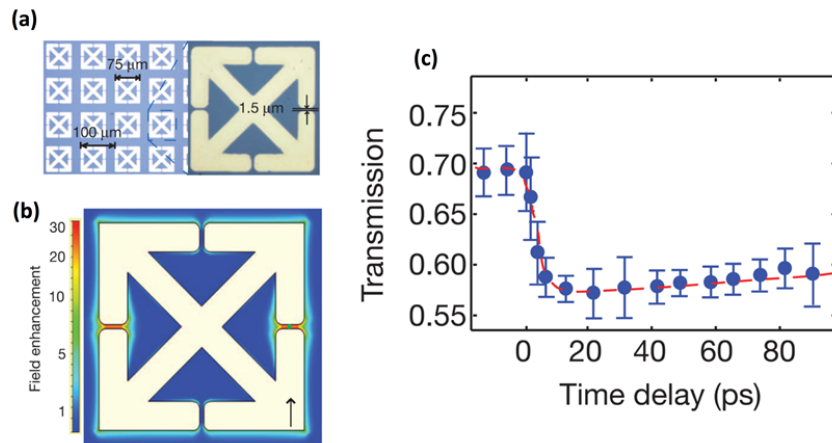 (a)
75 μm
100 μm
1.5 μm
(b)
Field enhancement
30
20
10
5
1
(c)
Transmission
0.75
0.70
0.65
0.60
0.55
0 20 40 60 80
Time delay (ps)